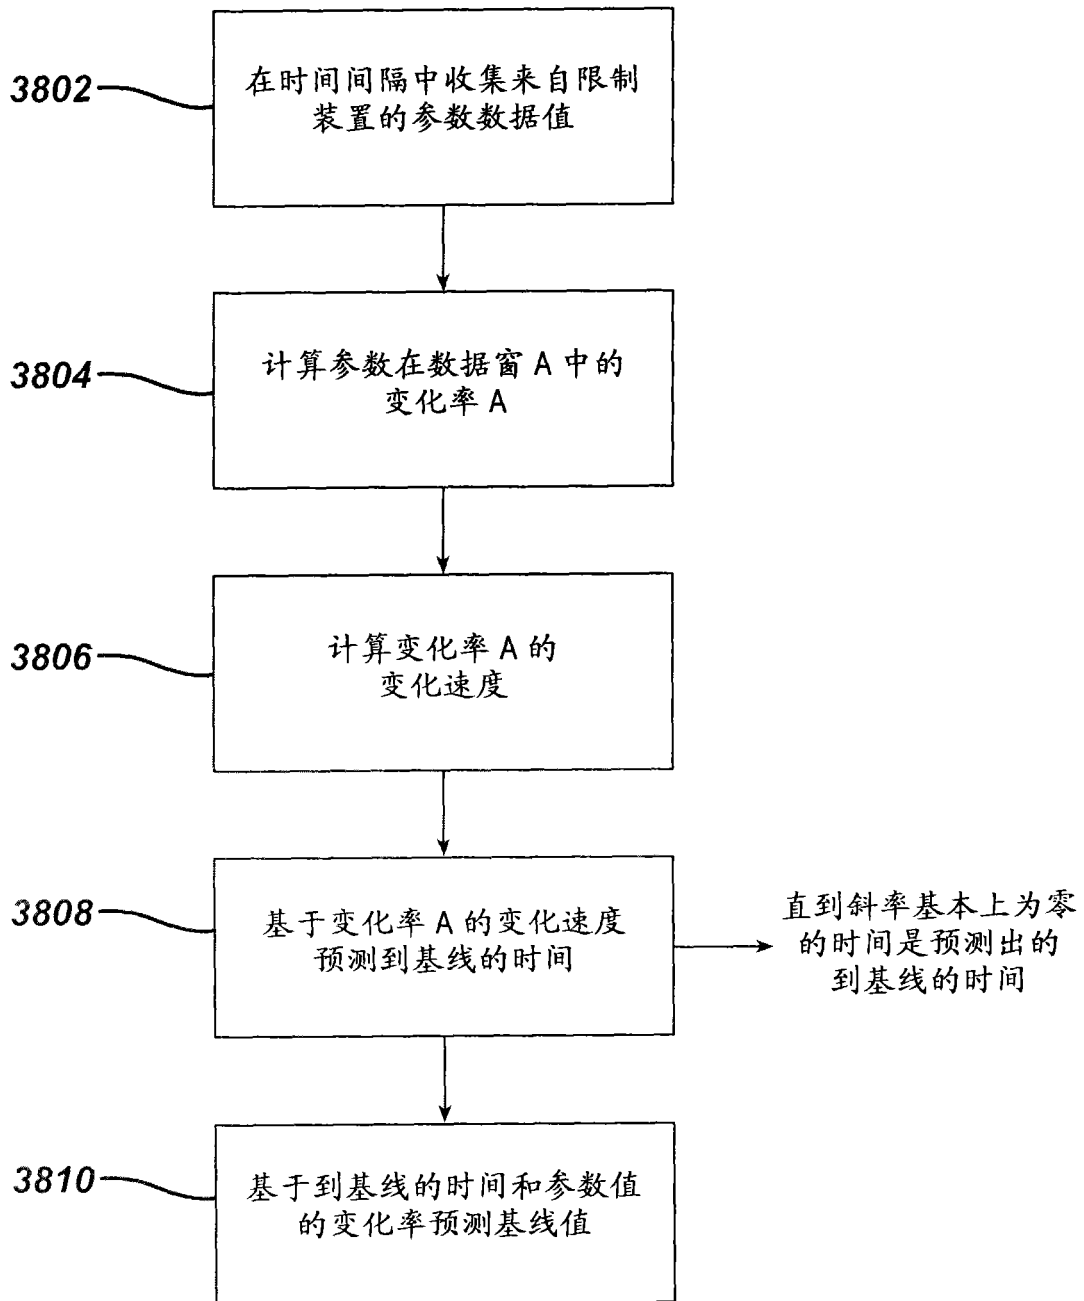 3802
在时间间隔中收集来自限制
装置的参数数据值
3804
计算参数在数据窗 A 中的
变化率 A
3806
计算变化率 A 的
变化速度
3808
基于变化率 A 的变化速度
预测到基线的时间
直到斜率基本上为零
的时间是预测出的
到基线的时间
3810
基于到基线的时间和参数值
的变化率预测基线值